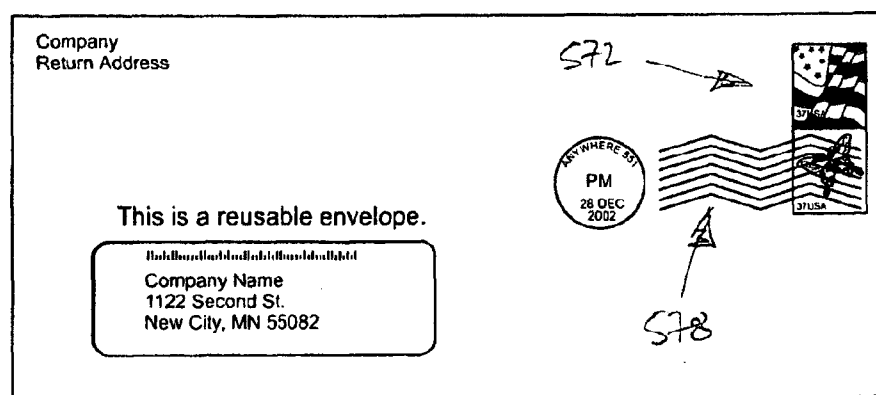 Company
Return Address
572
37USA
ANYWHERE 551
PM
28 DEC
2002
37USA
This is a reusable envelope.
Company Name
1122 Second St.
New City, MN 55082
578